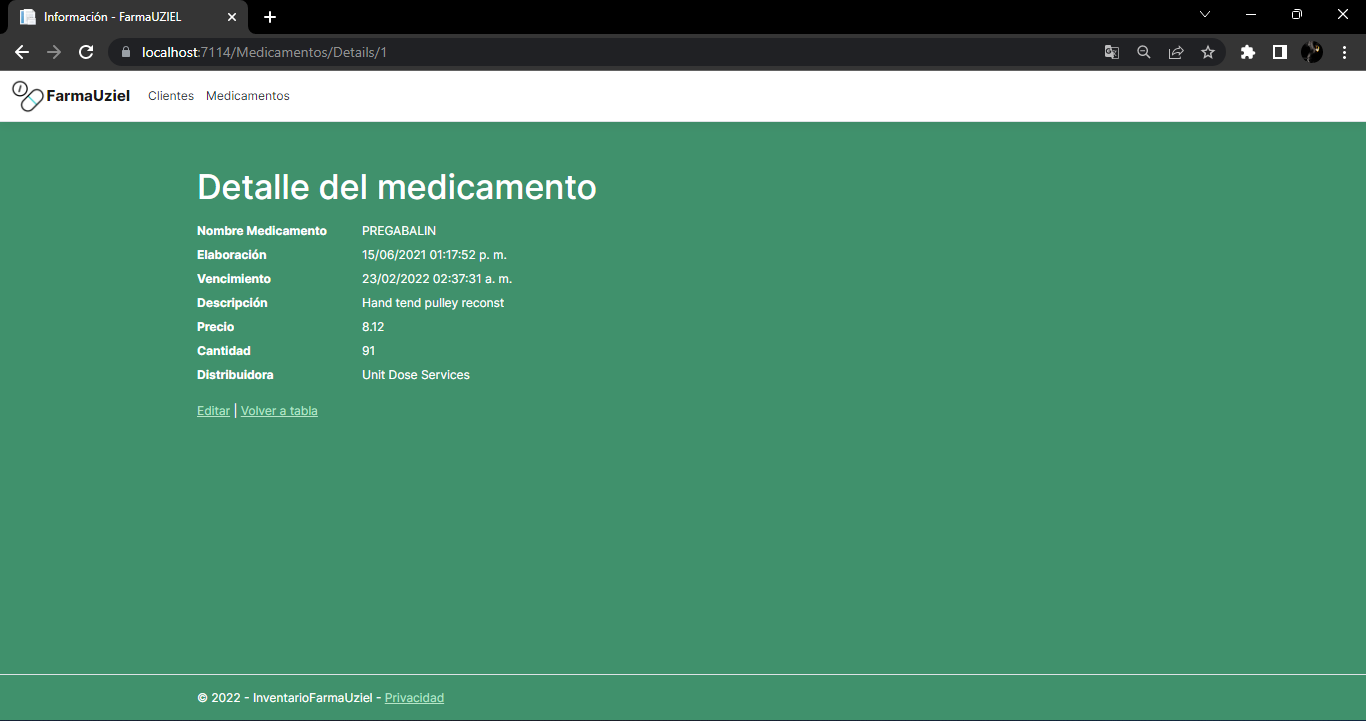 Información - FarmaUZIEL
localhost:7114/Medicamentos/Details/1
FarmaUziel Clientes Medicamentos
Detalle del medicamento
Nombre Medicamento PREGABALIN
Elaboración 15/06/2021 01:17:52 p. m.
Vencimiento 23/02/2022 02:37:31 a. m.
Descripción Hand tend pulley reconst
Precio 8.12
Cantidad 91
Distribuidora Unit Dose Services
Editar | Volver a tabla
© 2022 - InventarioFarmaUziel - Privacidad